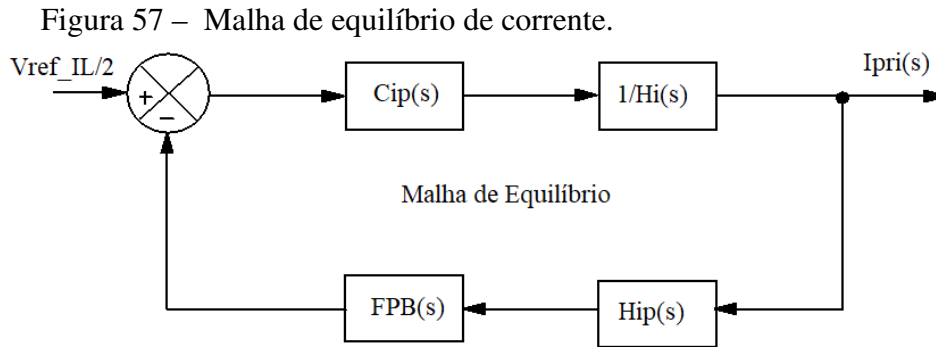 Figura 57 – Malha de equilíbrio de corrente.
Vref_IL/2
Ipri(s)
+
−
Cip(s)
1/Hi(s)
Malha de Equilíbrio
FPB(s)
Hip(s)